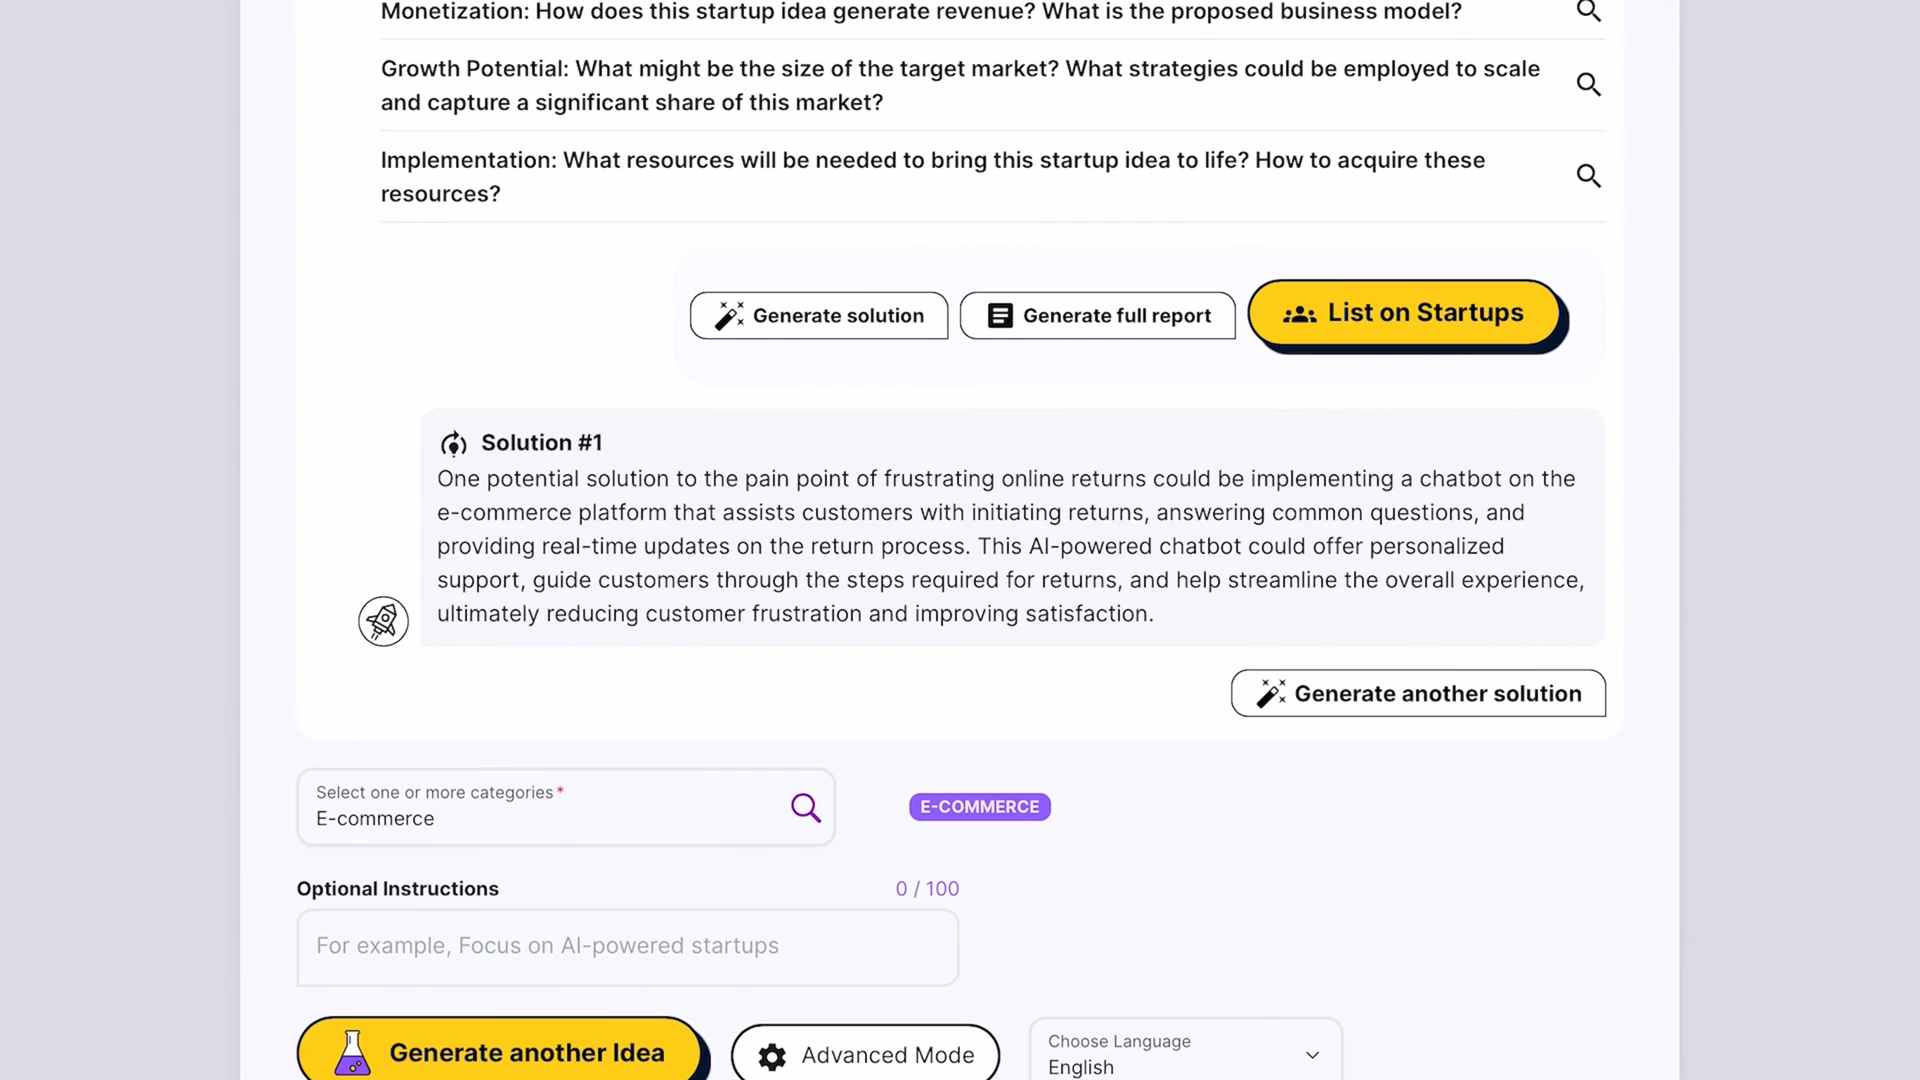 Monetization: How does this startup idea generate revenue? What is the proposed business model?
Growth Potential: What might be the size of the target market? What strategies could be employed to scale
and capture a significant share of this market?
Implementation: What resources will be needed to bring this startup idea to life? How to acquire these
resources?
Generate solution
Generate full report
List on Startups
Solution #1
One potential solution to the pain point of frustrating online returns could be implementing a chatbot on the
e-commerce platform that assists customers with initiating returns, answering common questions, and
providing real-time updates on the return process. This AI-powered chatbot could offer personalized
support, guide customers through the steps required for returns, and help streamline the overall experience,
ultimately reducing customer frustration and improving satisfaction.
Generate another solution
Select one or more categories*
E-commerce
E-COMMERCE
Optional Instructions
0 / 100
For example, Focus on AI-powered startups
Generate another Idea
Advanced Mode
Choose Language
English